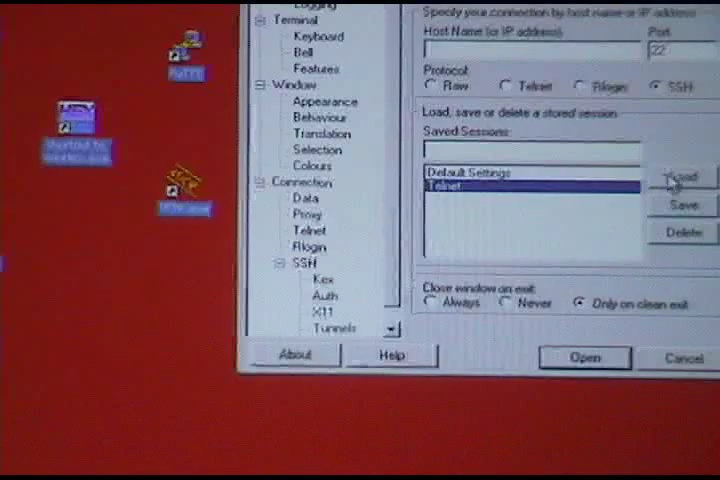 Logging
Terminal
Keyboard
Bell
Features
Window
Appearance
Behaviour
Translation
Selection
Colours
Connection
Data
Proxy
Telnet
Rlogin
SSH
Kex
Auth
X11
Tunnels
About
Help
Specify your connection by host name or IP address
Host Name (or IP address)
Port
22
Protocol:
Raw
Telnet
Rlogin
SSH
Load, save or delete a stored session
Saved Sessions
Default Settings
Telnet
Load
Save
Delete
Close window on exit:
Always
Never
Only on clean exit
Open
Cancel
Shortcut to